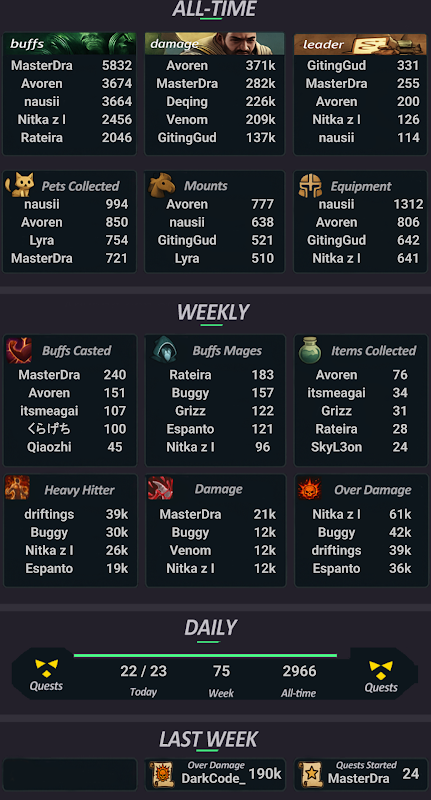 ALL-TIME
buffs damage leader
MasterDra 5832 Avoren 371k GitingGud 331
Avoren 3674 MasterDra 282k MasterDra 255
nausii 3664 Deqing 226k Avoren 200
Nitka z l 2456 Venom 209k Nitka z l 126
Rateira 2046 GitingGud 137k nausii 114
Pets Collected Mounts Equipment
nausii 994 Avoren 777 nausii 1312
Avoren 850 nausii 638 Avoren 806
Lyra 754 GitingGud 521 GitingGud 642
MasterDra 721 Lyra 510 Nitka z l 641
WEEKLY
Buffs Casted Buffs Mages Items Collected
MasterDra 240 Rateira 183 Avoren 76
Avoren 151 Buggy 157 itsmeagai 34
itsmeagai 107 Grizz 122 Grizz 31
くらげち 100 Espanto 121 Rateira 28
Qiaozhi 45 Nitka z l 96 SkyL3on 24
Heavy Hitter Damage Over Damage
driftings 39k MasterDra 21k Nitka z l 61k
Buggy 30k Buggy 12k Buggy 42k
Nitka z l 26k Venom 12k driftings 39k
Espanto 19k Nitka z l 12k Espanto 36k
DAILY
Quests 22 / 23 75 2966 Quests
Today Week All-time
LAST WEEK
Over Damage Quests Started
DarkCode_ 190k MasterDra 24